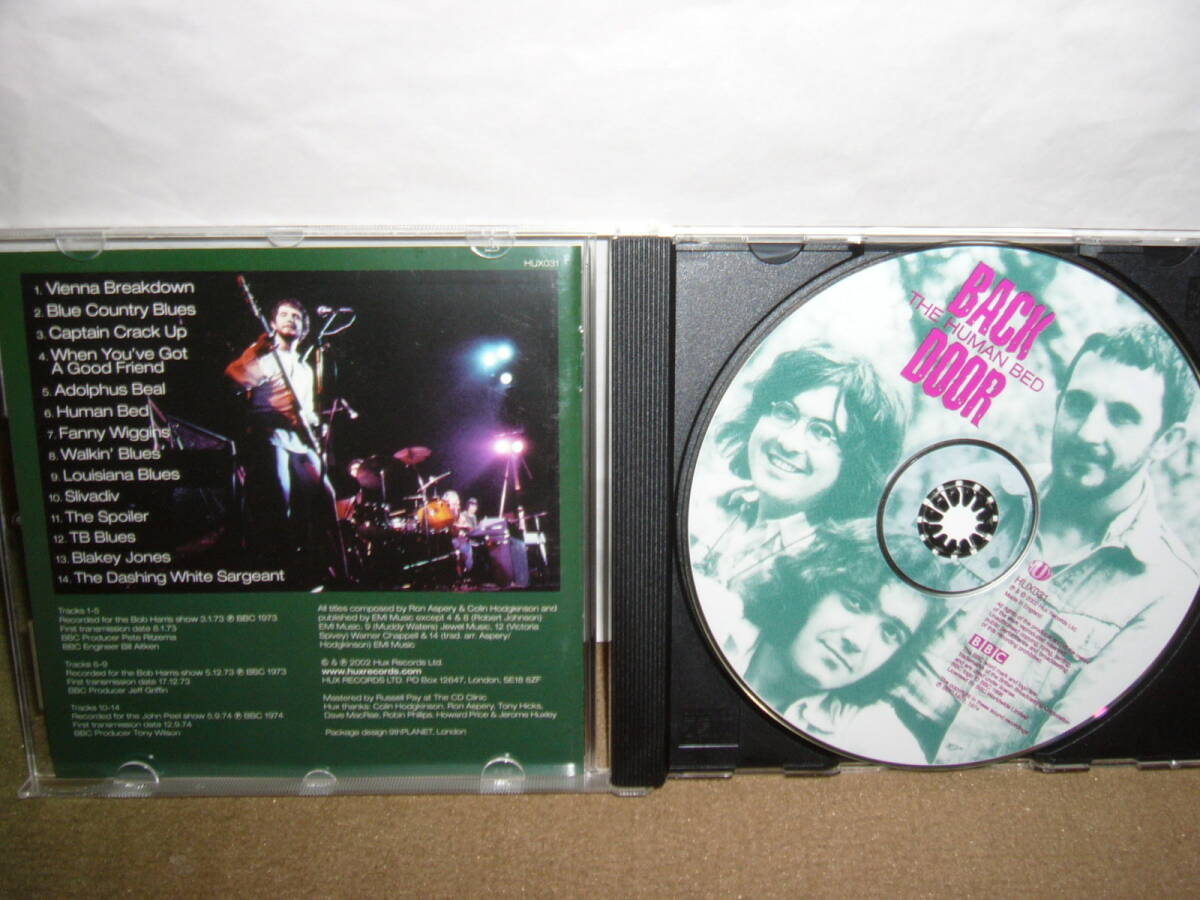 HUX031
1. Vienna Breakdown
2. Blue Country Blues
3. Captain Crack Up
4. When You've Got
A Good Friend
5. Adolphus Beal
6. Human Bed
7. Fanny Wiggins
8. Walkin' Blues
9. Louisiana Blues
10. Slivadiv
11. The Spoiler
12. TB Blues
13. Blakey Jones
14. The Dashing White Sargeant
Tracks 1-5
Recorded for the Bob Harris show 3.1.73 ℗ BBC 1973
First transmission date 8.1.73
BBC Producer Pete Ritzema
BBC Engineer Bill Aitken
Tracks 6-9
Recorded for the Bob Harris show 5.12.73 ℗ BBC 1973
First transmission date 17.12.73
BBC Producer Jeff Griffin
Tracks 10-14
Recorded for the John Peel show 5.9.74 ℗ BBC 1974
First transmission date 12.9.74
BBC Producer Tony Wilson
All titles composed by Ron Aspery & Colin Hodgkinson and
published by EMI Music except 4 & 8 (Robert Johnson)
EMI Music, 9 (Muddy Waters) Jewel Music, 12 (Victoria
Spivey) Warner Chappell & 14 (trad. arr. Aspery/
Hodgkinson) EMI Music
© & ℗ 2002 Hux Records Ltd.
www.huxrecords.com
HUX RECORDS LTD. PO Box 12647, London, SE18 8ZF
Mastered by Russell Pay at The CD Clinic
Hux thanks: Colin Hodgkinson, Ron Aspery, Tony Hicks,
Dave MacRae, Robin Phillps, Howard Price & Jerome Huxley
Package design 9thPLANET, London
BACK
THE HUMAN BED
DOOR
HUX031
℗ & © 2002 Hux Records Ltd.
Made in England
BBC